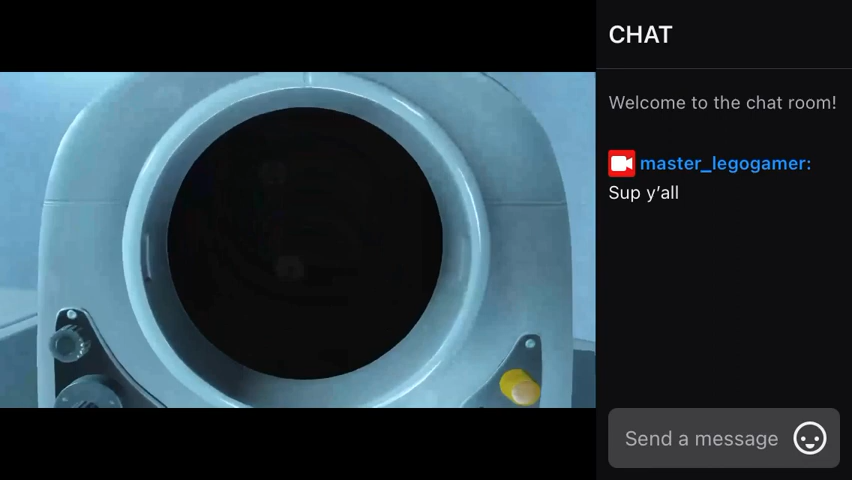 CHAT
Welcome to the chat room!
master_legogamer:
Sup y’all
Send a message